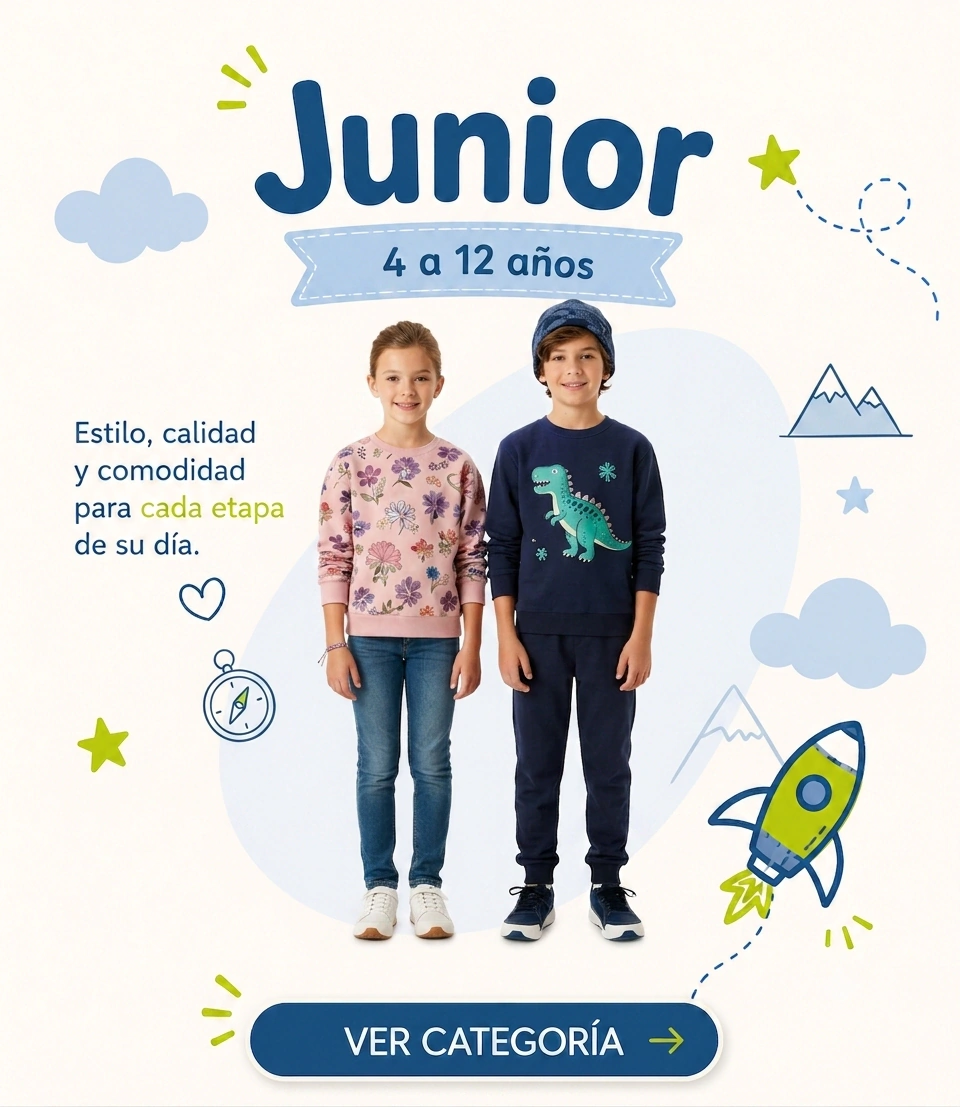 Junior
4 a 12 años
Estilo, calidad
y comodidad
para cada etapa
de su día.
VER CATEGORÍA